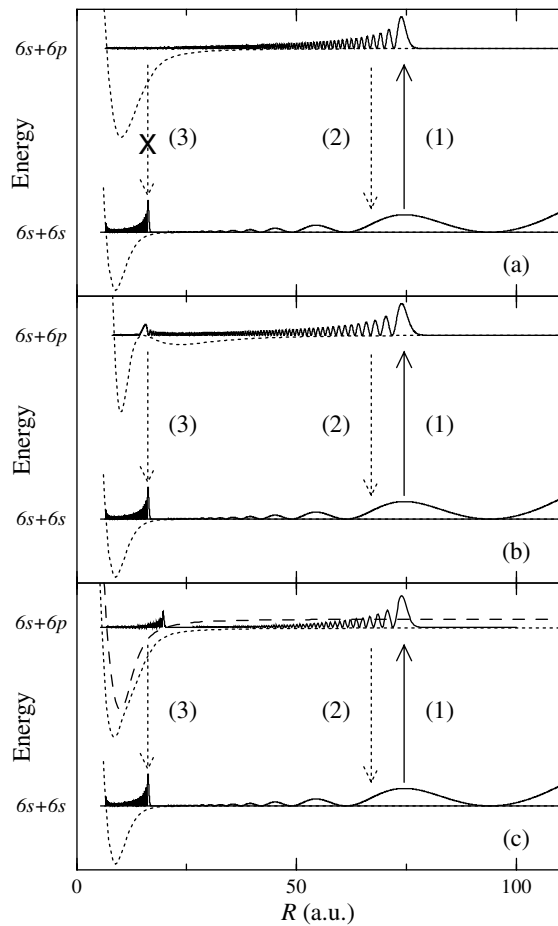 6s+6p
(3)
(2)
(1)
Energy
X
6s+6s
(a)
6s+6p
(3)
(2)
(1)
Energy
6s+6s
(b)
6s+6p
(3)
(2)
(1)
Energy
6s+6s
(c)
0
50
100
R (a.u.)